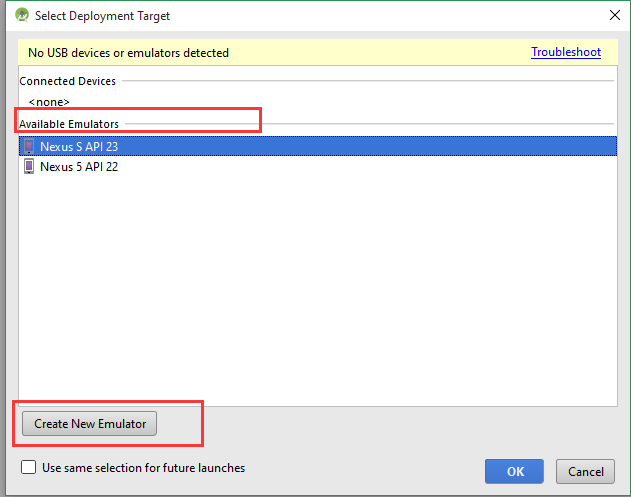 Select Deployment Target
No USB devices or emulators detected Troubleshoot
Connected Devices
<none>
Available Emulators
Nexus S API 23
Nexus 5 API 22
Create New Emulator
Use same selection for future launches
OK Cancel